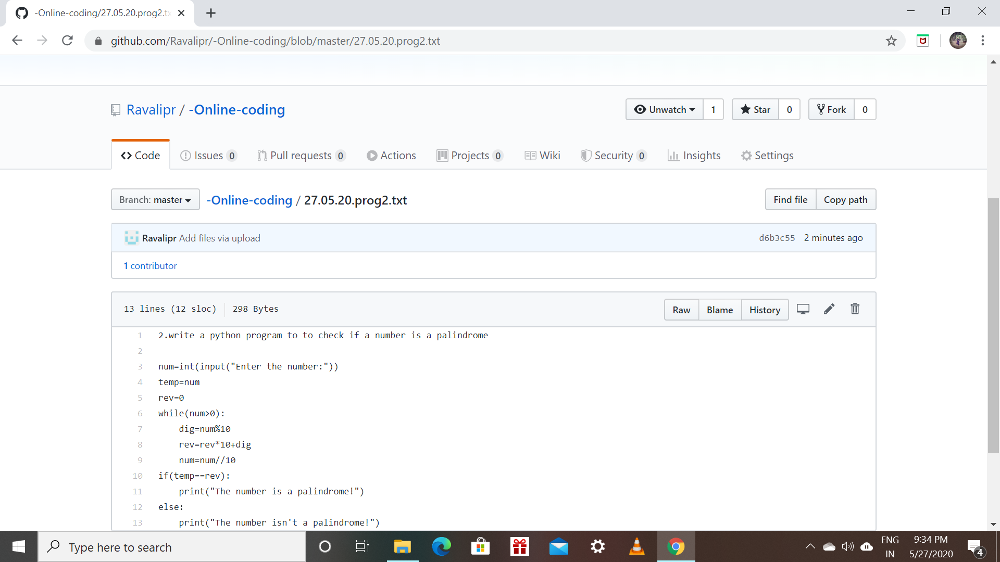 -Online-coding/27.05.20.prog2.t
github.com/Ravalipr/-Online-coding/blob/master/27.05.20.prog2.txt
Ravalipr / -Online-coding
Unwatch 1 Star 0 Fork 0
Code Issues 0 Pull requests 0 Actions Projects 0 Wiki Security 0 Insights Settings
Branch: master -Online-coding / 27.05.20.prog2.txt Find file Copy path
Ravalipr Add files via upload d6b3c55 2 minutes ago
1 contributor
13 lines (12 sloc) 298 Bytes Raw Blame History
1 2.write a python program to to check if a number is a palindrome
2
3 num=int(input("Enter the number:"))
4 temp=num
5 rev=0
6 while(num>0):
7     dig=num%10
8     rev=rev*10+dig
9     num=num//10
10 if(temp==rev):
11     print("The number is a palindrome!")
12 else:
13     print("The number isn't a palindrome!")
Type here to search ENG 9:34 PM
IN 5/27/2020 4